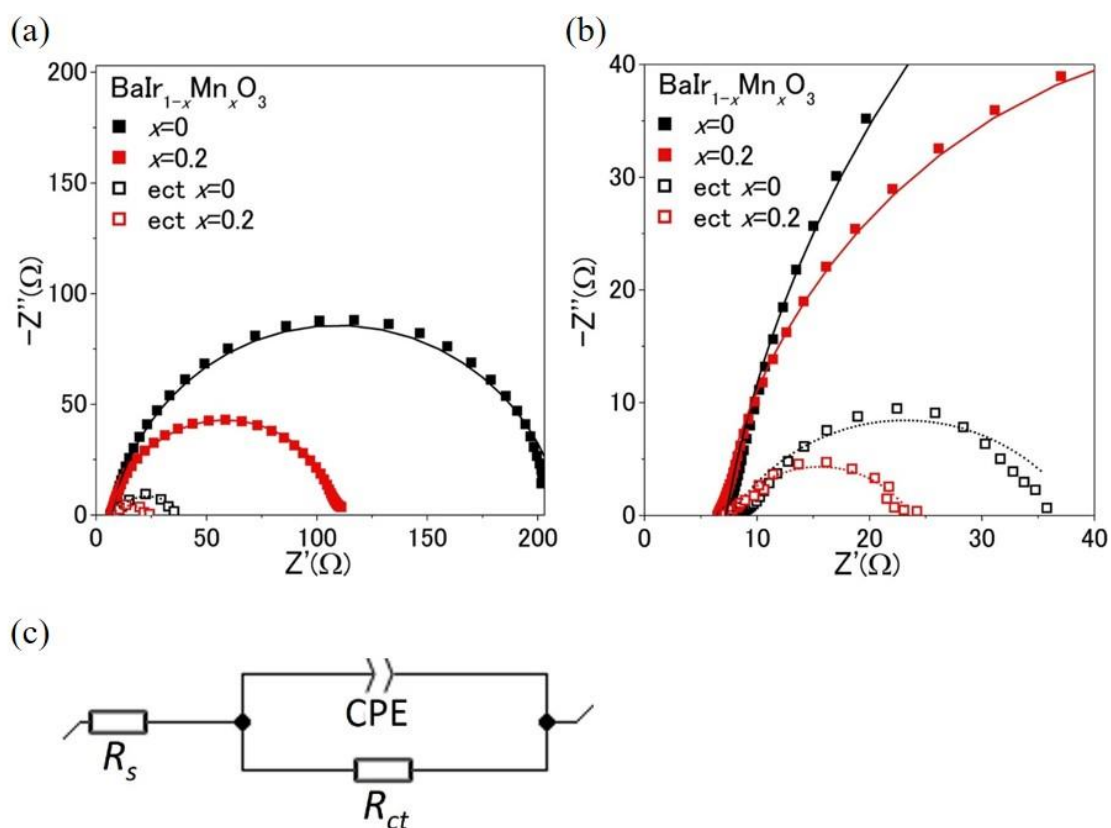 (a)
(b)
200
150
100
50
0
0
50
100
150
200
-Z''(Ω)
Z'(Ω)
BaIr1-xMnxO3
x=0
x=0.2
ect x=0
ect x=0.2
40
30
20
10
0
0
10
20
30
40
-Z''(Ω)
Z'(Ω)
BaIr1-xMnxO3
x=0
x=0.2
ect x=0
ect x=0.2
(c)
CPE
Rs
Rct